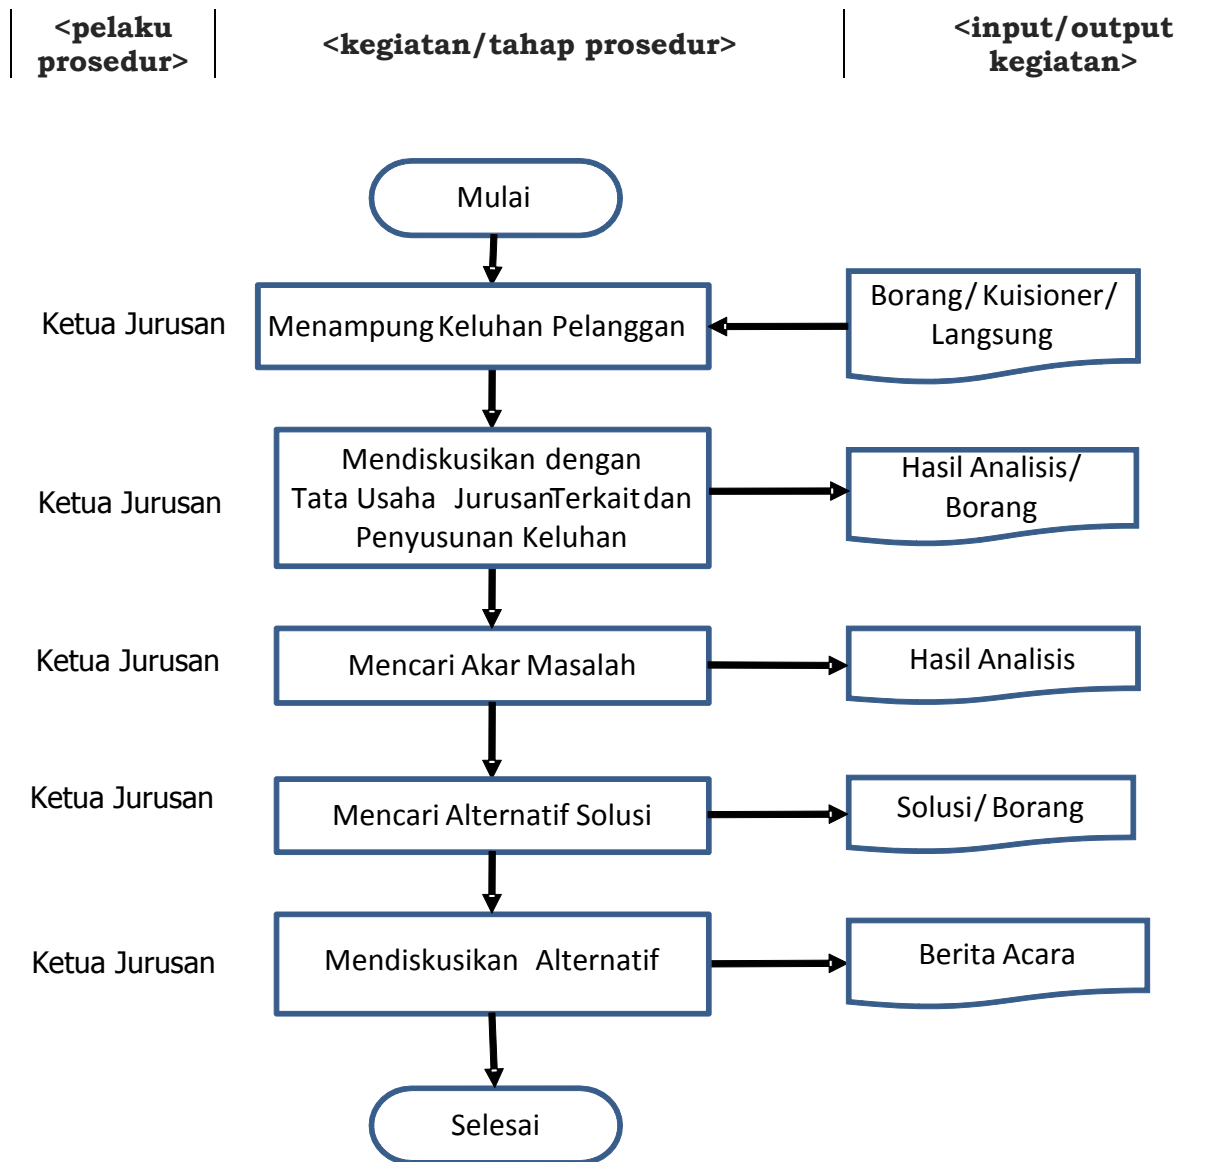 <pelaku
prosedur>
<kegiatan/tahap prosedur>
<input/output
kegiatan>
Mulai
Ketua Jurusan
Menampung Keluhan Pelanggan
Borang/ Kuisioner/
Langsung
Ketua Jurusan
Mendiskusikan dengan
Tata Usaha JurusanTerkait dan
Penyusunan Keluhan
Hasil Analisis/
Borang
Ketua Jurusan
Mencari Akar Masalah
Hasil Analisis
Ketua Jurusan
Mencari Alternatif Solusi
Solusi/ Borang
Ketua Jurusan
Mendiskusikan Alternatif
Berita Acara
Selesai